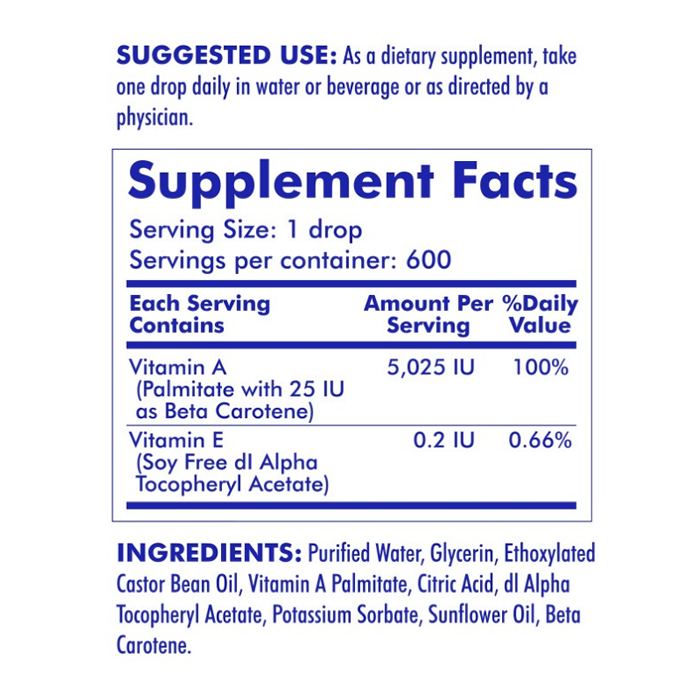 SUGGESTED USE: As a dietary supplement, take
one drop daily in water or beverage or as directed by a
physician.
Supplement Facts
Serving Size: 1 drop
Servings per container: 600
Each Serving Contains Amount Per Serving %Daily Value
Vitamin A 5,025 IU 100%
(Palmitate with 25 IU
as Beta Carotene)
Vitamin E 0.2 IU 0.66%
(Soy Free dl Alpha
Tocopheryl Acetate)
INGREDIENTS: Purified Water, Glycerin, Ethoxylated
Castor Bean Oil, Vitamin A Palmitate, Citric Acid, dl Alpha
Tocopheryl Acetate, Potassium Sorbate, Sunflower Oil, Beta
Carotene.